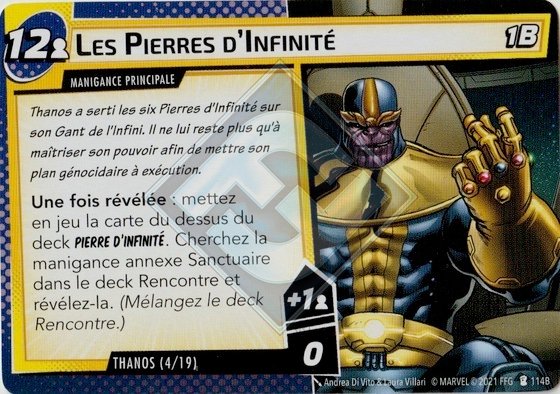 12 LES PIERRES D'INFINITÉ 1B
MANIGANCE PRINCIPALE
Thanos a serti les six Pierres d'Infinité sur
son Gant de l'Infini. Il ne lui reste plus qu'à
maîtriser son pouvoir afin de mettre son
plan génocidaire à exécution.
Une fois révélée : mettez
en jeu la carte du dessus du
deck PIERRE D'INFINITÉ. Cherchez la
manigance annexe Sanctuaire
dans le deck Rencontre et
révélez-la. (Mélangez le deck
Rencontre.)
+1
0
THANOS (4/19)
Andrea Di Vito & Laura Villari © MARVEL © 2021 FFG 114B